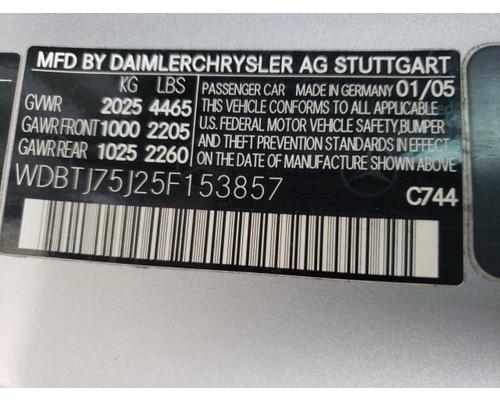 MFD BY DAIMLERCHRYSLER AG STUTTGART
KG LBS
GVWR 2025 4465
GAWR FRONT 1000 2205
GAWR REAR 1025 2260
PASSENGER CAR MADE IN GERMANY 01/05
THIS VEHICLE CONFORMS TO ALL APPLICABLE
U.S. FEDERAL MOTOR VEHICLE SAFETY, BUMPER
AND THEFT PREVENTION STANDARDS IN EFFECT
ON THE DATE OF MANUFACTURE SHOWN ABOVE.
WDBTJ75J25F153857
C744